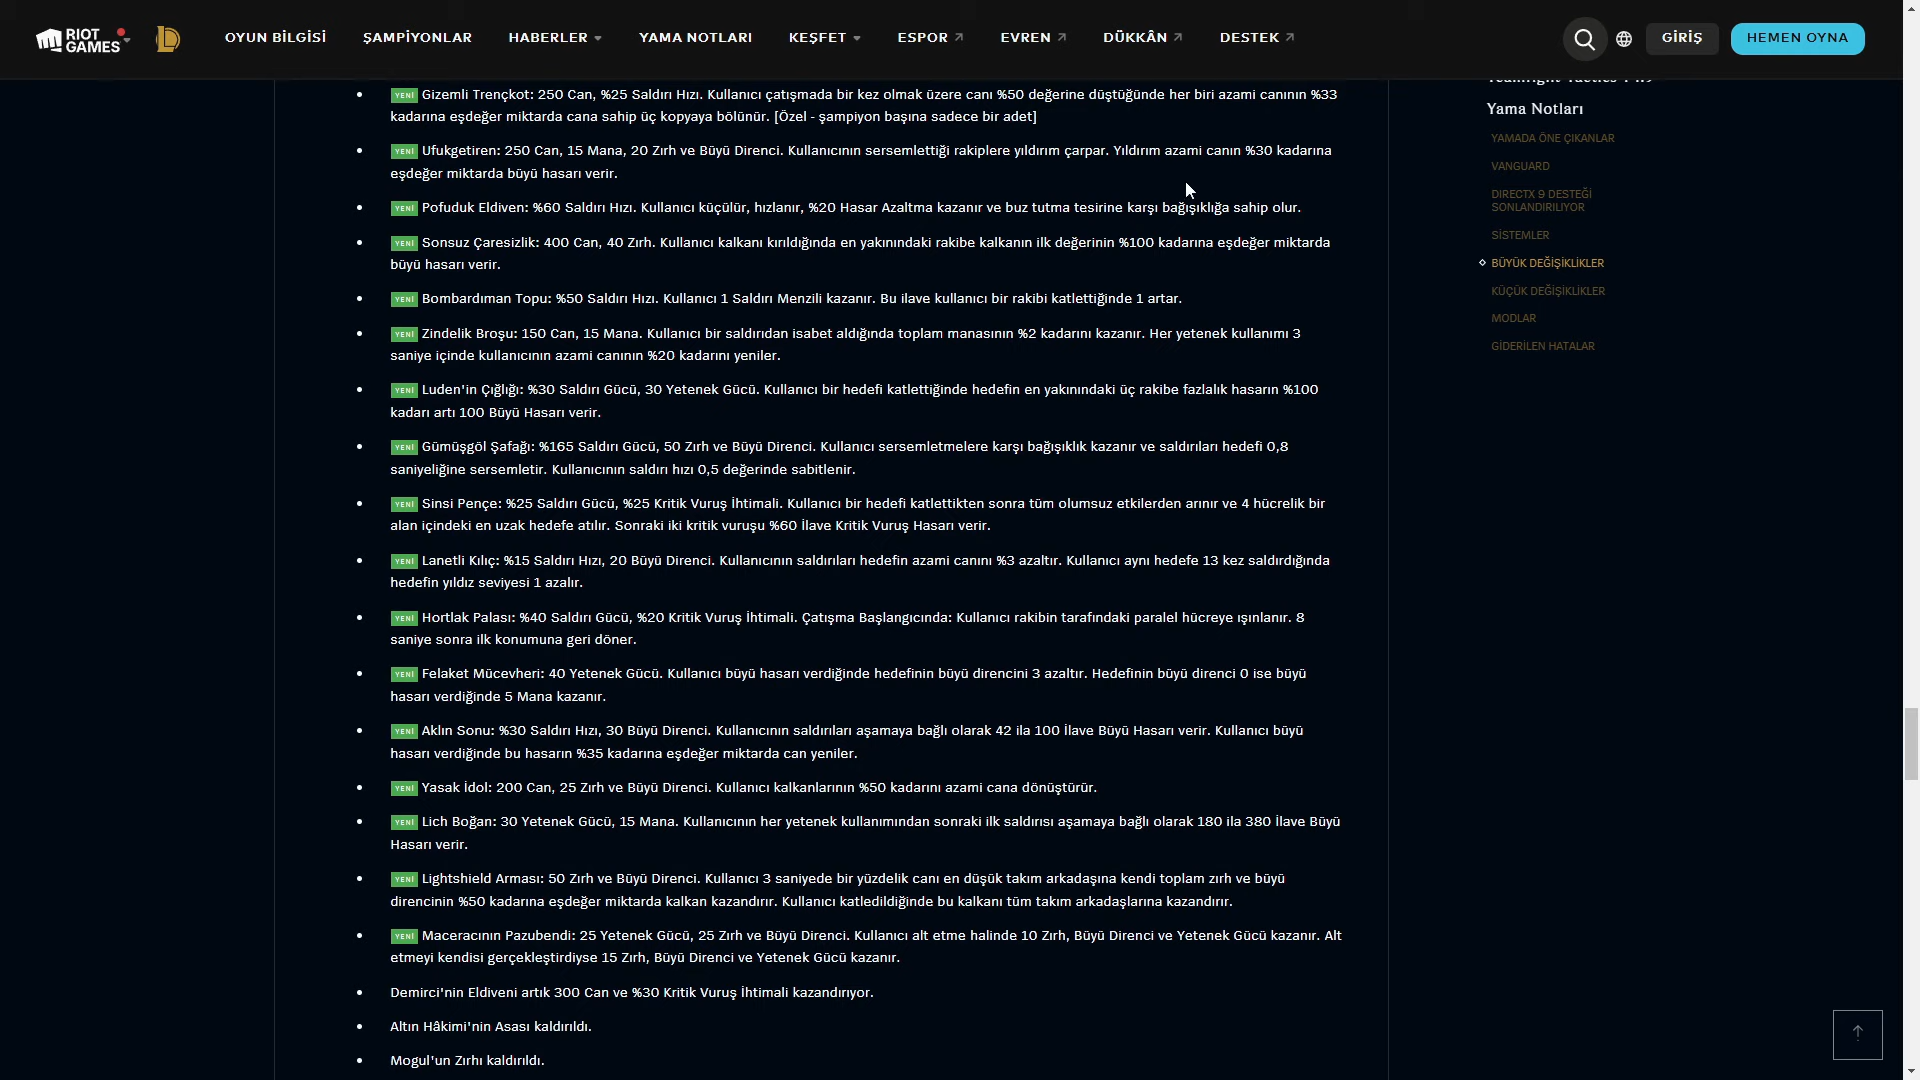 RIOT GAMES
OYUN BİLGİSİ
ŞAMPİYONLAR
HABERLER
YAMA NOTLARI
KEŞFET
ESPOR
EVREN
DÜKKÂN
DESTEK
GİRİŞ
HEMEN OYNA
YENİ Gizemli Trençkot: 250 Can, %25 Saldırı Hızı. Kullanıcı çatışmada bir kez olmak üzere canı %50 değerine düştüğünde her biri azami canının %33
kadarına eşdeğer miktarda cana sahip üç kopyaya bölünür. [Özel - şampiyon başına sadece bir adet]
YENİ Ufukgetiren: 250 Can, 15 Mana, 20 Zırh ve Büyü Direnci. Kullanıcının sersemlettiği rakiplere yıldırım çarpar. Yıldırım azami canın %30 kadarına
eşdeğer miktarda büyü hasarı verir.
YENİ Pofuduk Eldiven: %60 Saldırı Hızı. Kullanıcı küçülür, hızlanır, %20 Hasar Azaltma kazanır ve buz tutma tesirine karşı bağışıklığa sahip olur.
YENİ Sonsuz Çaresizlik: 400 Can, 40 Zırh. Kullanıcı kalkanı kırıldığında en yakınındaki rakibe kalkanın ilk değerinin %100 kadarına eşdeğer miktarda
büyü hasarı verir.
YENİ Bombardıman Topu: %50 Saldırı Hızı. Kullanıcı 1 Saldırı Menzili kazanır. Bu ilave kullanıcı bir rakibi katlettiğinde 1 artar.
YENİ Zindelik Broşu: 150 Can, 15 Mana. Kullanıcı bir saldırıdan isabet aldığında toplam manasının %2 kadarını kazanır. Her yetenek kullanımı 3
saniye içinde kullanıcının azami canının %20 kadarını yeniler.
YENİ Luden'in Çığlığı: %30 Saldırı Gücü, 30 Yetenek Gücü. Kullanıcı bir hedefi katlettiğinde hedefin en yakınındaki üç rakibe fazlalık hasarın %100
kadarı artı 100 Büyü Hasarı verir.
YENİ Gümüşgöl Şafağı: %165 Saldırı Gücü, 50 Zırh ve Büyü Direnci. Kullanıcı sersemletmelere karşı bağışıklık kazanır ve saldırıları hedefi 0,8
saniyeliğine sersemletir. Kullanıcının saldırı hızı 0,5 değerinde sabitlenir.
YENİ Sinsi Pençe: %25 Saldırı Gücü, %25 Kritik Vuruş İhtimali. Kullanıcı bir hedefi katlettikten sonra tüm olumsuz etkilerden arınır ve 4 hücrelik bir
alan içindeki en uzak hedefe atılır. Sonraki iki kritik vuruşu %60 İlave Kritik Vuruş Hasarı verir.
YENİ Lanetli Kılıç: %15 Saldırı Hızı, 20 Büyü Direnci. Kullanıcının saldırıları hedefin azami canını %3 azaltır. Kullanıcı aynı hedefe 13 kez saldırdığında
hedefin yıldız seviyesi 1 azalır.
YENİ Hortlak Palası: %40 Saldırı Gücü, %20 Kritik Vuruş İhtimali. Çatışma Başlangıcında: Kullanıcı rakibin tarafındaki paralel hücreye ışınlanır. 8
saniye sonra ilk konumuna geri döner.
YENİ Felaket Mücevheri: 40 Yetenek Gücü. Kullanıcı büyü hasarı verdiğinde hedefinin büyü direncini 3 azaltır. Hedefinin büyü direnci 0 ise büyü
hasarı verdiğinde 5 Mana kazanır.
YENİ Aklın Sonu: %30 Saldırı Hızı, 30 Büyü Direnci. Kullanıcının saldırıları aşamaya bağlı olarak 42 ila 100 İlave Büyü Hasarı verir. Kullanıcı büyü
hasarı verdiğinde bu hasarın %35 kadarına eşdeğer miktarda can yeniler.
YENİ Yasak İdol: 200 Can, 25 Zırh ve Büyü Direnci. Kullanıcı kalkanlarının %50 kadarını azami cana dönüştürür.
YENİ Lich Boğan: 30 Yetenek Gücü, 15 Mana. Kullanıcının her yetenek kullanımından sonraki ilk saldırısı aşamaya bağlı olarak 180 ila 380 İlave Büyü
Hasarı verir.
YENİ Lightshield Arması: 50 Zırh ve Büyü Direnci. Kullanıcı 3 saniyede bir yüzdelik canı en düşük takım arkadaşına kendi toplam zırh ve büyü
direncinin %50 kadarına eşdeğer miktarda kalkan kazandırır. Kullanıcı katledildiğinde bu kalkanı tüm takım arkadaşlarına kazandırır.
YENİ Maceracının Pazubendi: 25 Yetenek Gücü, 25 Zırh ve Büyü Direnci. Kullanıcı alt etme halinde 10 Zırh, Büyü Direnci ve Yetenek Gücü kazanır. Alt
etmeyi kendisi gerçekleştirdiyse 15 Zırh, Büyü Direnci ve Yetenek Gücü kazanır.
Demirci'nin Eldiveni artık 300 Can ve %30 Kritik Vuruş İhtimali kazandırıyor.
Altın Hâkimi'nin Asası kaldırıldı.
Mogul'un Zırhı kaldırıldı.
Yama Notları
YAMADA ÖNE ÇIKANLAR
VANGUARD
DIRECTX 9 DESTEĞİ
SONLANDIRILIYOR
SİSTEMLER
BÜYÜK DEĞİŞİKLİKLER
KÜÇÜK DEĞİŞİKLİKLER
MODLAR
GİDERİLEN HATALAR